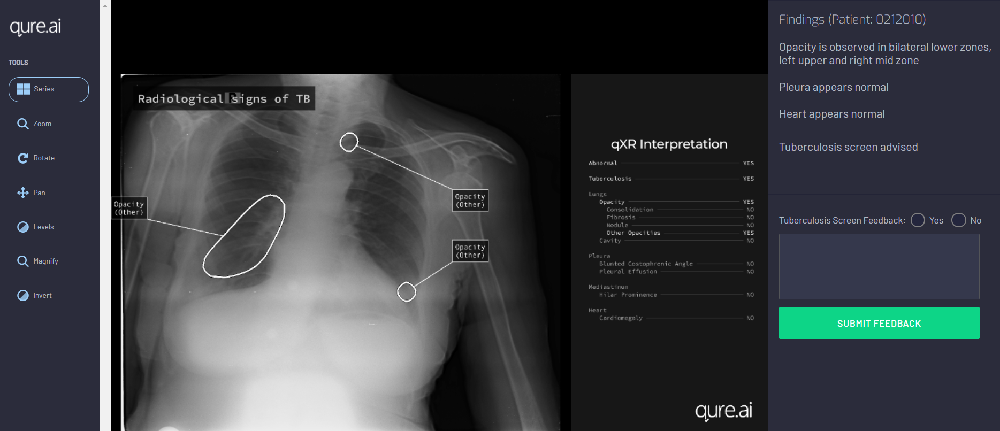 qure.ai
TOOLS
Series
Zoom
Rotate
Pan
Levels
Magnify
Invert
Radiological signs of TB
Opacity
(Other)
Opacity
(Other)
Opacity
(Other)
qXR Interpretation
Abnormal YES
Tuberculosis YES
Lungs
Opacity YES
Consolidation NO
Fibrosis NO
Nodule NO
Other Opacities YES
Cavity NO
Pleura
Blunted Costophrenic Angle NO
Pleural Effusion NO
Mediastinum
Hilar Prominence NO
Heart
Cardiomegaly NO
qure.ai
Findings (Patient: 0212010)
Opacity is observed in bilateral lower zones,
left upper and right mid zone
Pleura appears normal
Heart appears normal
Tuberculosis screen advised
Tuberculosis Screen Feedback: Yes No
SUBMIT FEEDBACK